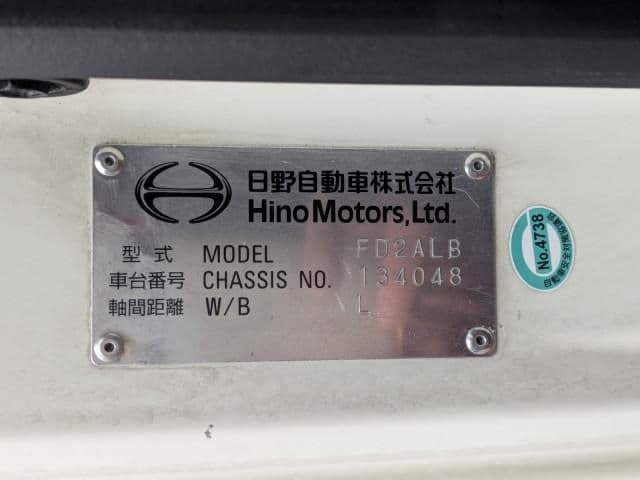 日野自動車株式会社
Hino Motors, Ltd.
型式 MODEL FD2ALB
車台番号 CHASSIS NO. 134048
軸間距離 W/B L
No.4738